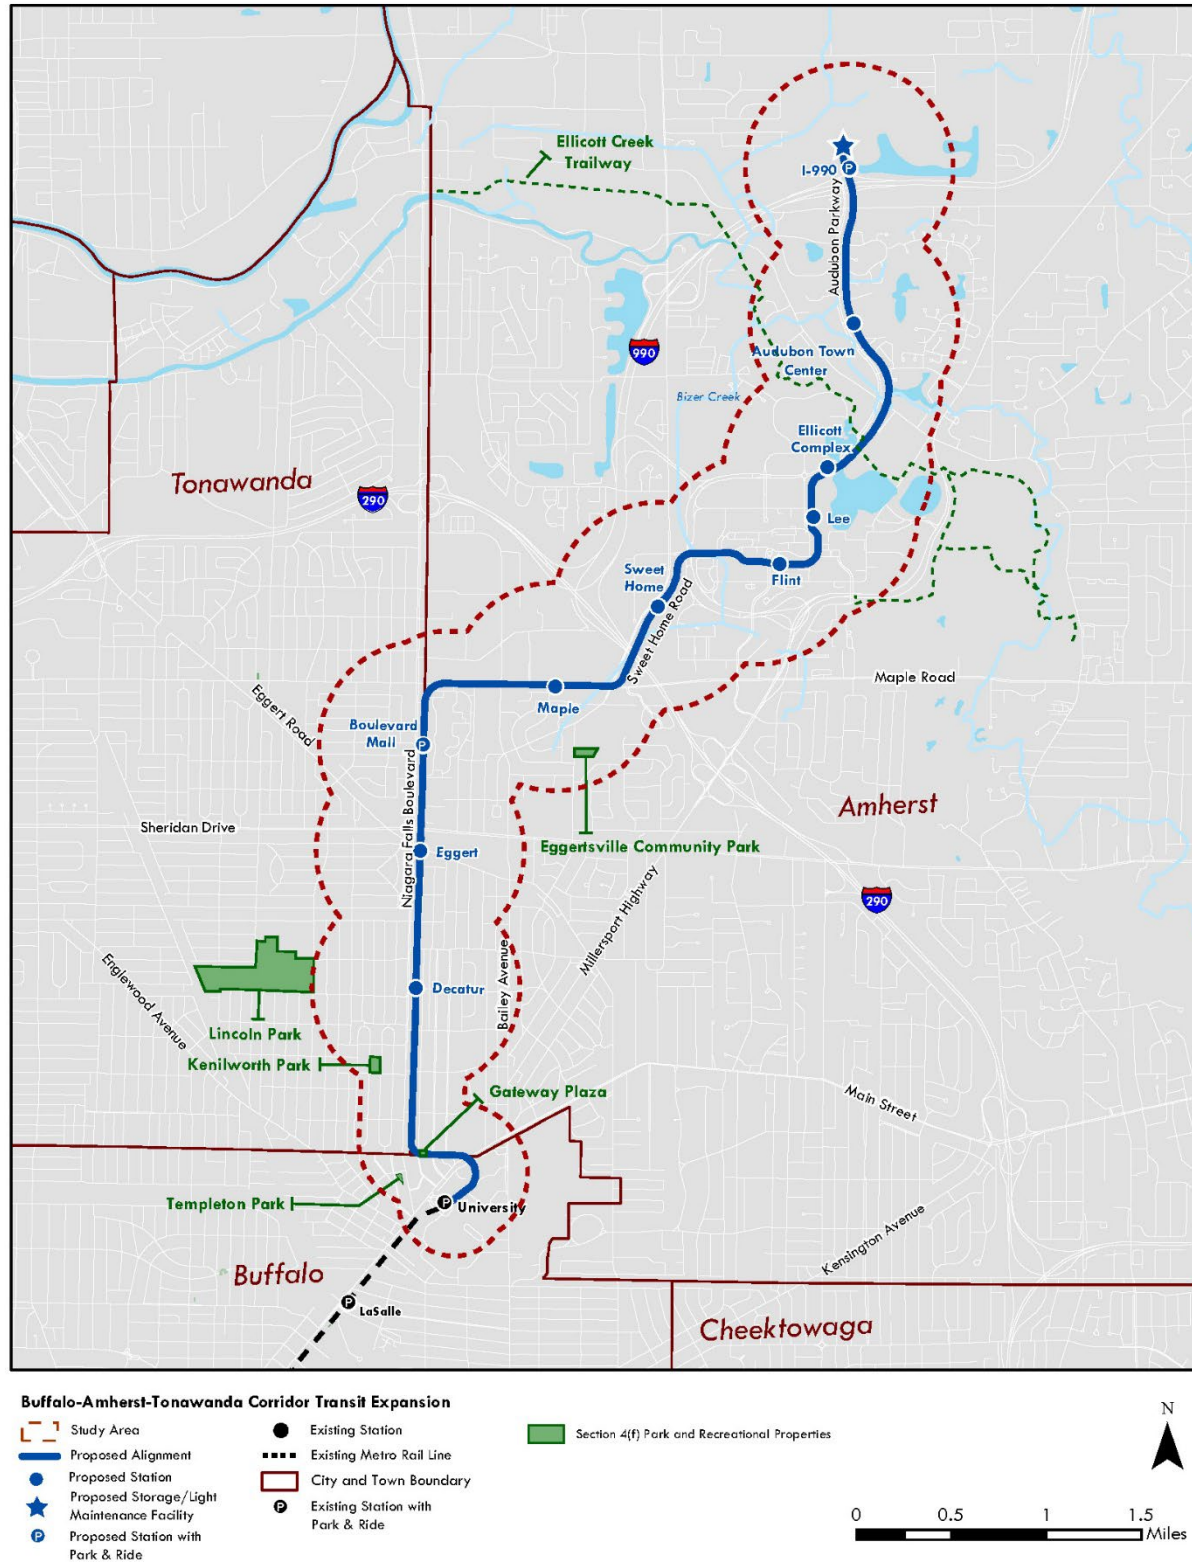 Ellicott Creek
Trailway
I-990
P
Audubon Parkway
990
Audubon Town
Center
Bizer Creek
Ellicott
Complex
Tonawanda
290
Lee
Sweet
Home
Flint
Sweet Home Road
Maple Road
Eggert Road
Maple
Boulevard
Mall
P
Niagara Falls Boulevard
Amherst
Sheridan Drive
Eggert
Eggertsville Community Park
290
Millersport Highway
Bailey Avenue
Englewood Avenue
Decatur
Lincoln Park
Kenilworth Park
Gateway Plaza
Main Street
Templeton Park
P
University
Kensington Avenue
Buffalo
P
LaSalle
Cheektowaga
Buffalo-Amherst-Tonawanda Corridor Transit Expansion
Study Area
Proposed Alignment
Proposed Station
Proposed Storage/Light
Maintenance Facility
P
Proposed Station with
Park & Ride
Existing Station
Existing Metro Rail Line
City and Town Boundary
P
Existing Station with
Park & Ride
Section 4(f) Park and Recreational Properties
N
0 0.5 1 1.5
Miles